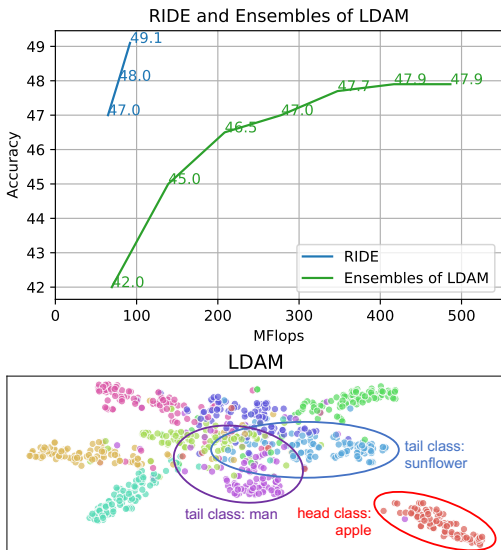 RIDE and Ensembles of LDAM
49
48
47
46
45
44
43
42
Accuracy
49.1
48.0
47.0
42.0
45.0
46.5
47.0
47.7
47.9
47.9
RIDE
Ensembles of LDAM
0
100
200
300
400
500
MFlops
LDAM
tail class:
sunflower
tail class: man
head class:
apple